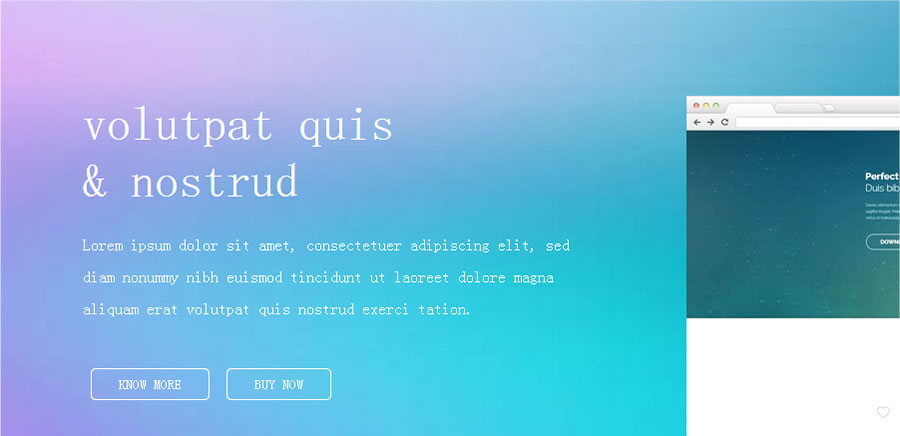 volutpat quis
& nostrud
Lorem ipsum dolor sit amet, consectetuer adipiscing elit, sed
diam nonummy nibh euismod tincidunt ut laoreet dolore magna
aliquam erat volutpat quis nostrud exerci tation.
KNOW MORE
BUY NOW
Perfect
Duis bib
DOWN